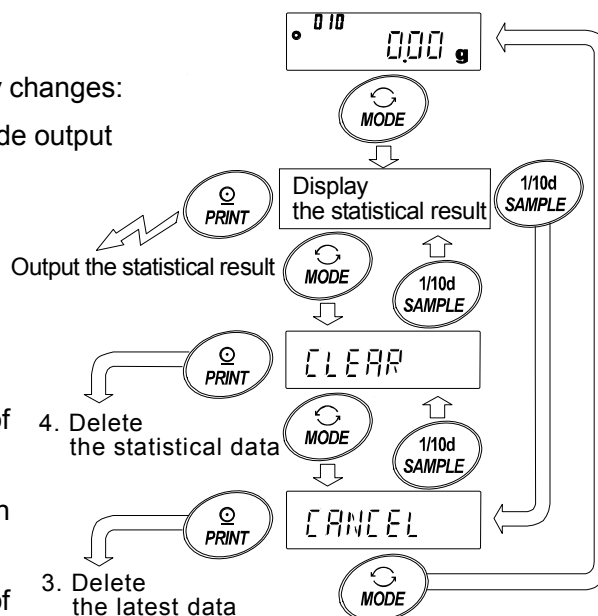 010
0.00 g
y changes:
MODE
de output
Display
the statistical result
1/10d
SAMPLE
PRINT
Output the statistical result
MODE
1/10d
SAMPLE
PRINT
CLEAR
of
4. Delete
the statistical data
MODE
1/10d
SAMPLE
n
PRINT
CANCEL
3. Delete
of
the latest data
MODE